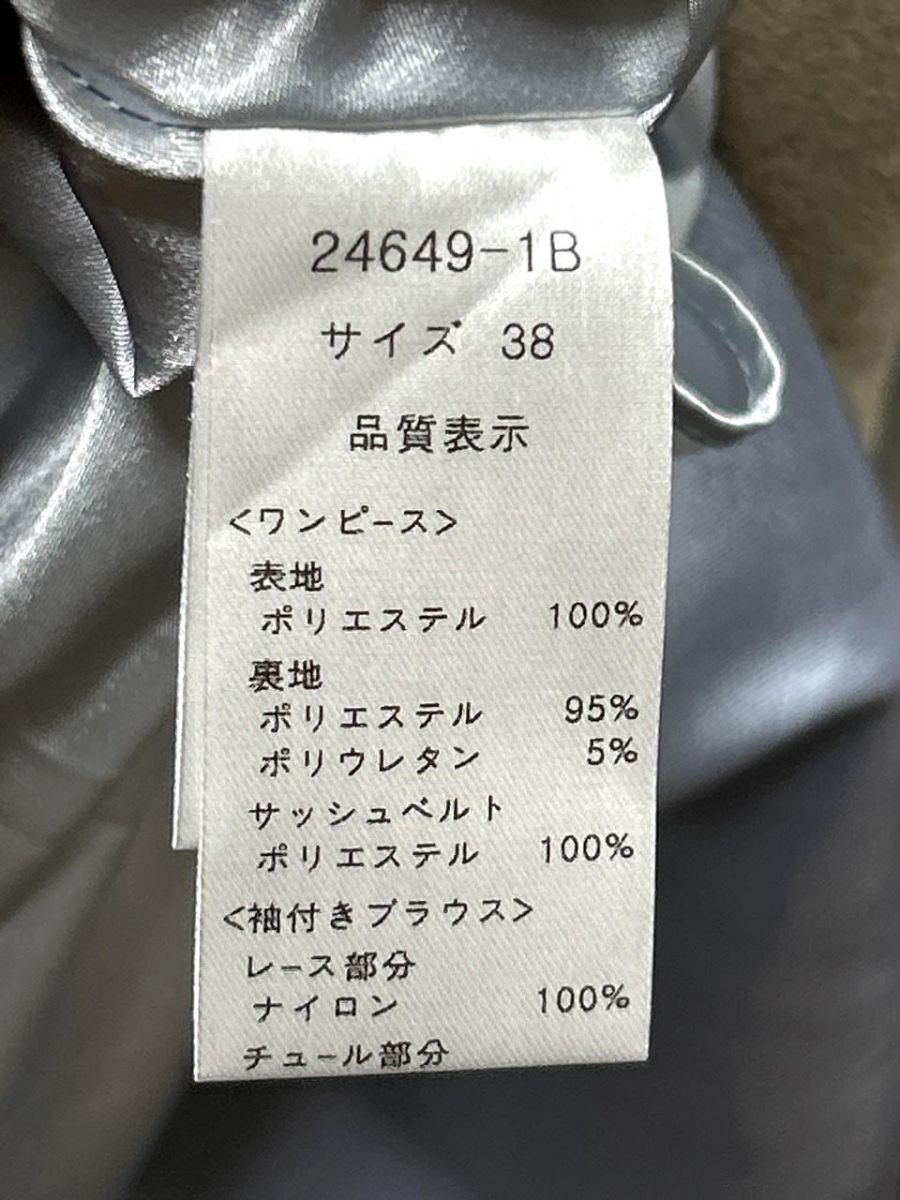 24649-1B
サイズ 38
品質表示
<ワンピース>
表地
ポリエステル 100%
裏地
ポリエステル 95%
ポリウレタン 5%
サッシュベルト
ポリエステル 100%
<袖付きブラウス>
レース部分
ナイロン 100%
チュール部分